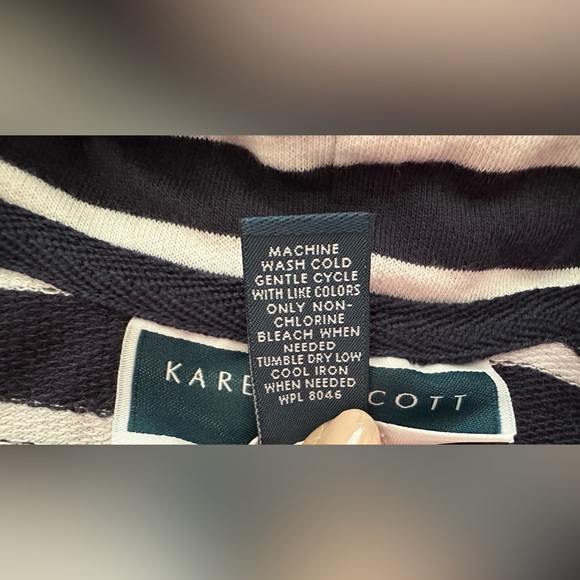 MACHINE
WASH COLD
GENTLE CYCLE
WITH LIKE COLORS
ONLY NON-
CHLORINE
BLEACH WHEN
NEEDED
TUMBLE DRY LOW
COOL IRON
WHEN NEEDED
WPL 8046
KARE COTT